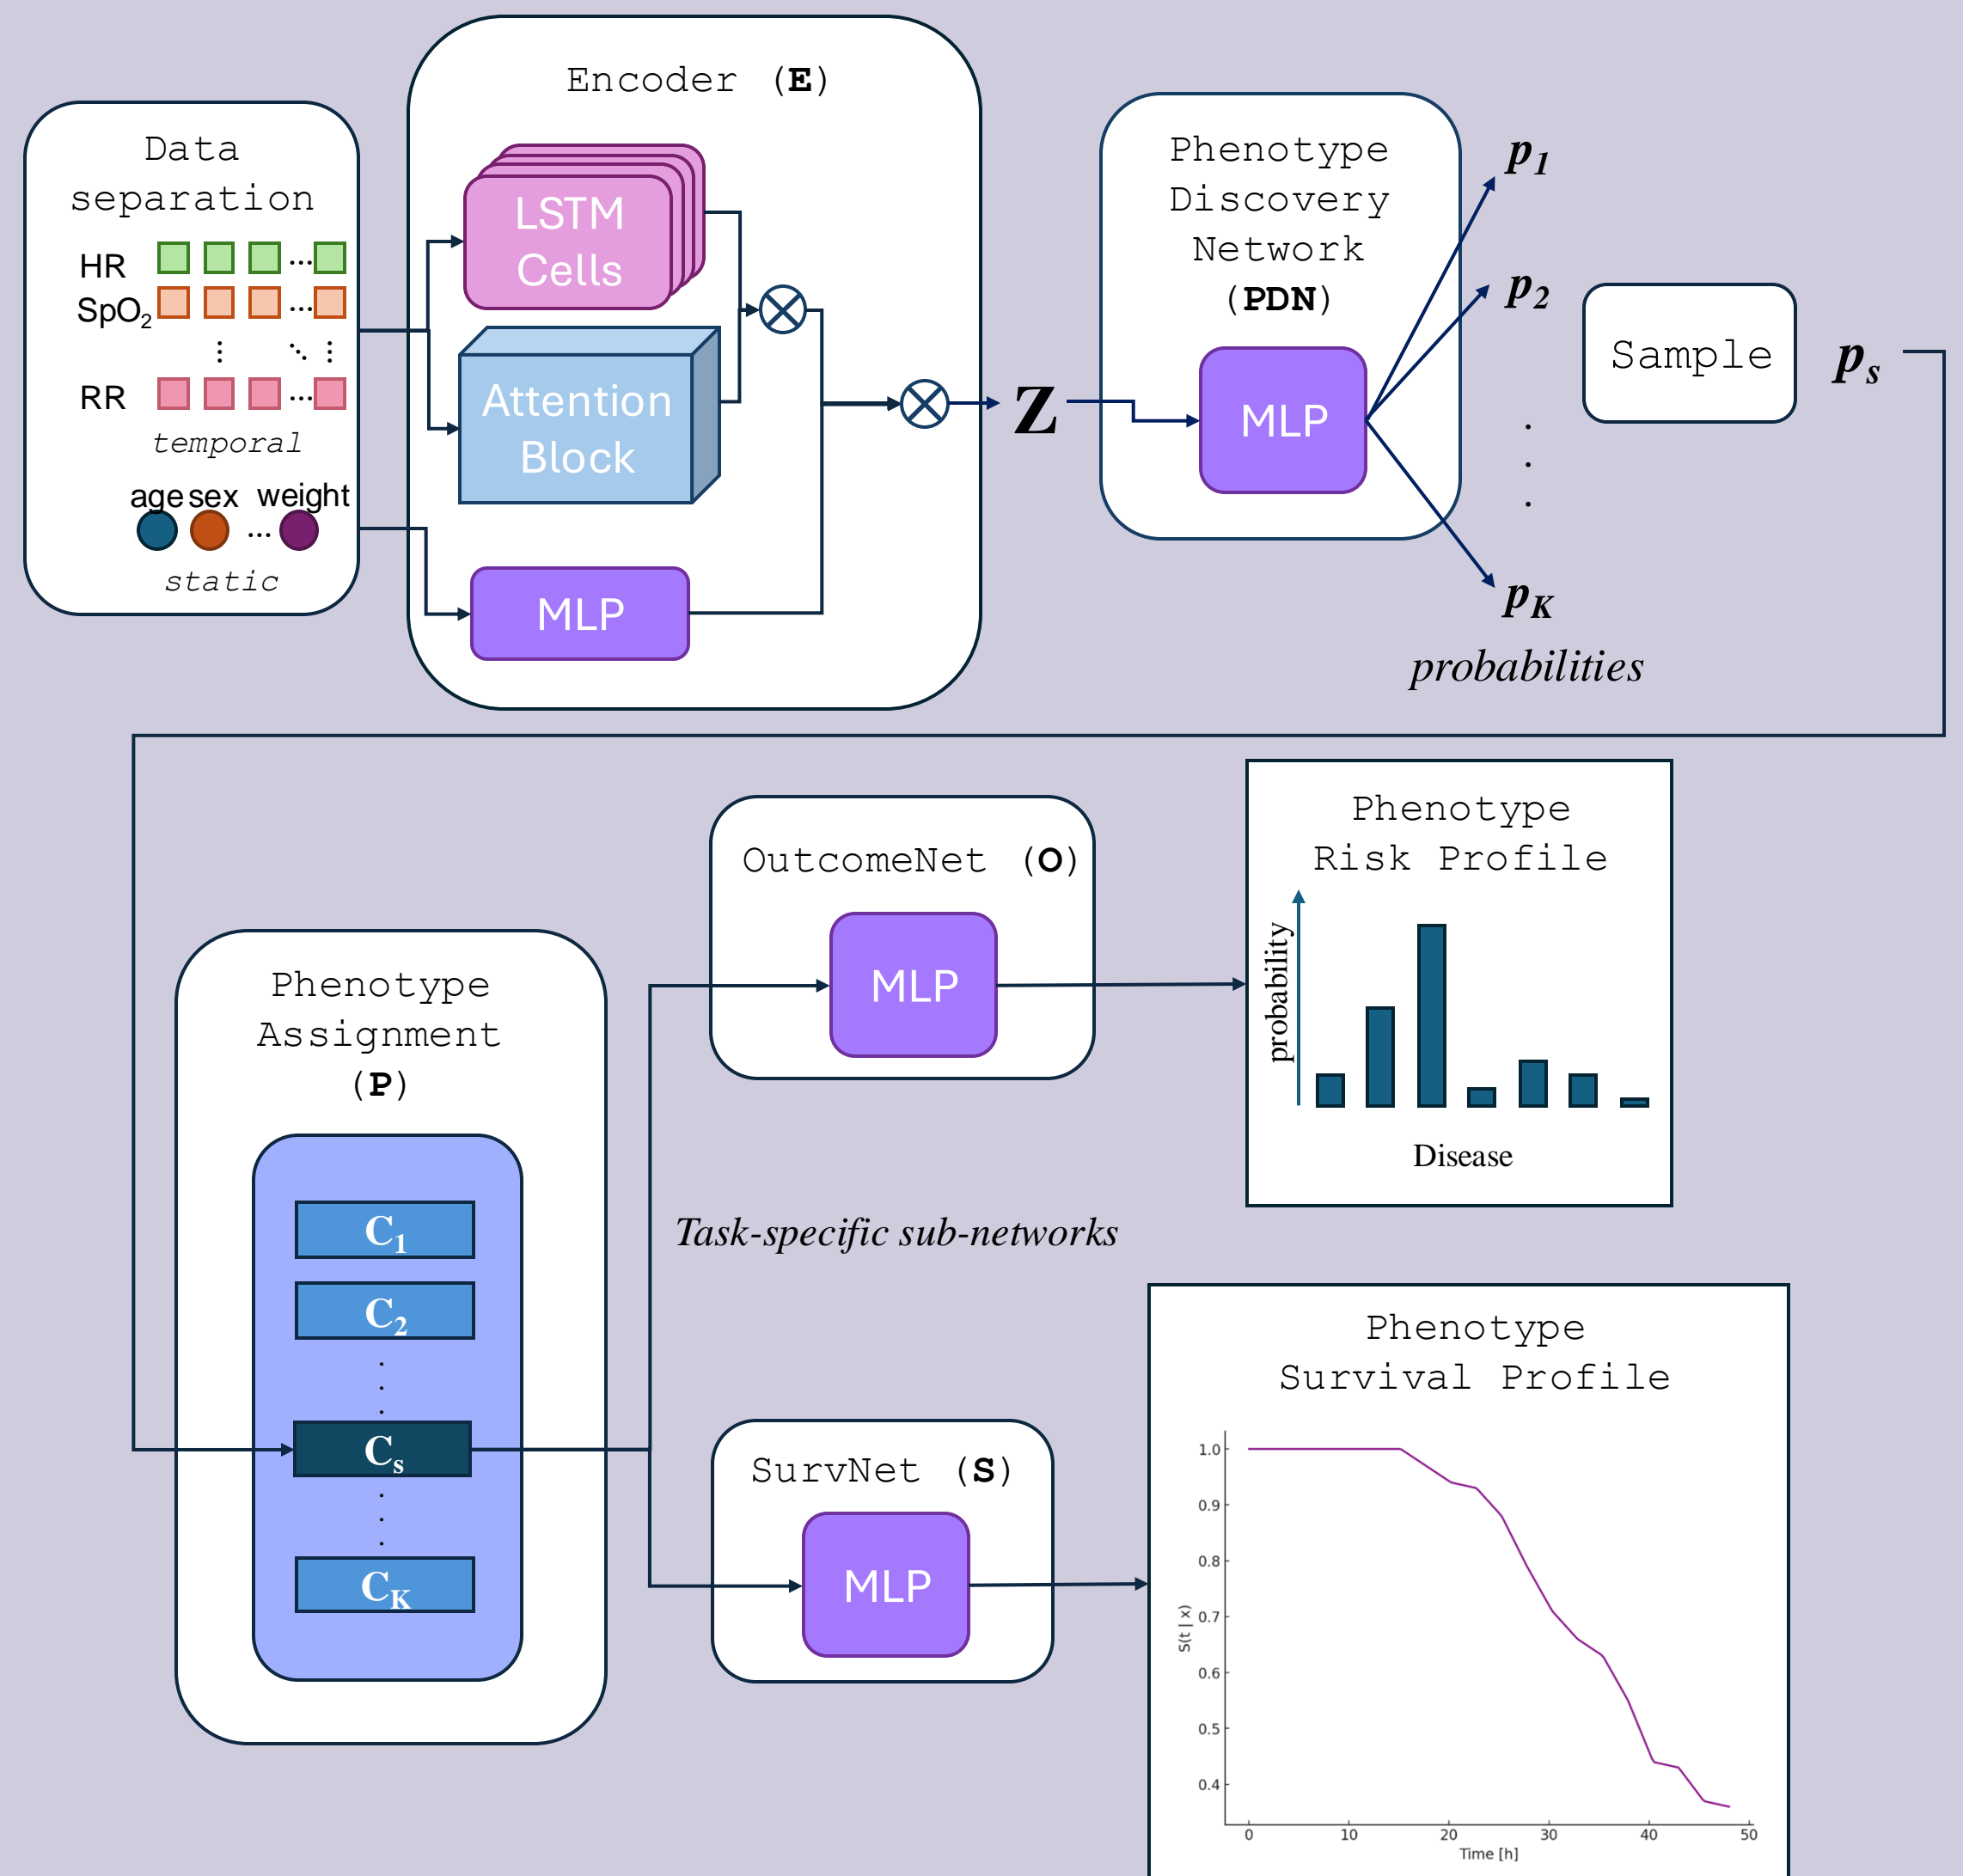 Data
separation
HR
...
SpO2
...
RR
...
temporal
age sex weight
...
static
Encoder (E)
LSTM
Cells
Attention
Block
MLP
Z
Phenotype
Discovery
Network
(PDN)
MLP
p1
p2
pK
probabilities
Sample
ps
Phenotype
Assignment
(P)
C1
C2
Cs
CK
OutcomeNet (O)
MLP
Task-specific sub-networks
SurvNet (S)
MLP
Phenotype
Risk Profile
probability
Disease
Phenotype
Survival Profile
1.0
0.9
0.8
0.7
0.6
0.5
0.4
S(t | x)
0 10 20 30 40 50
Time [h]